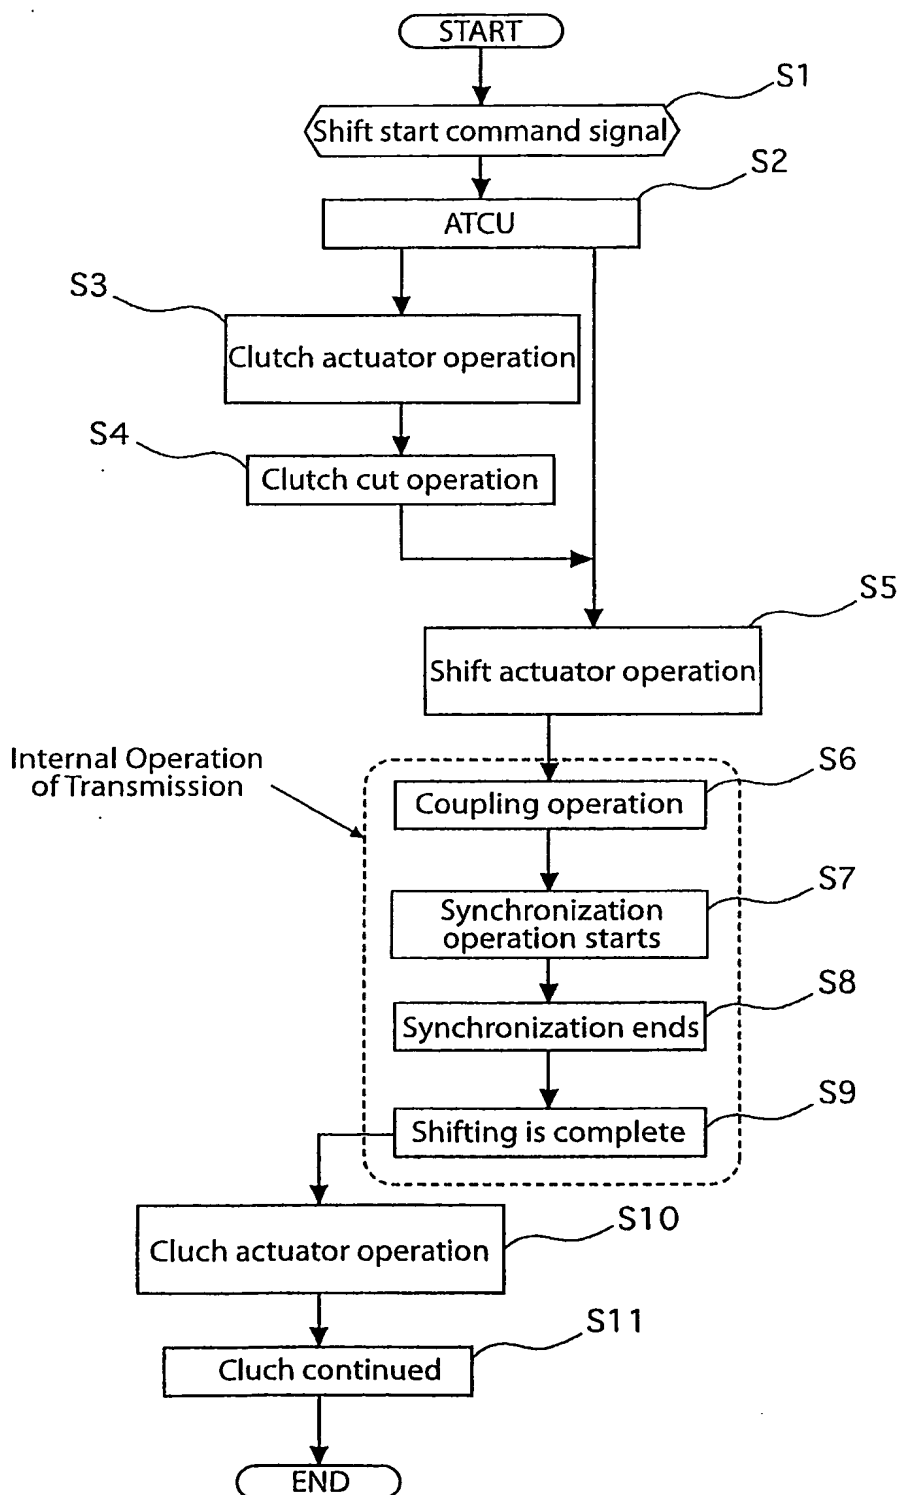 START
S1
Shift start command signal
S2
ATCU
S3
Clutch actuator operation
S4
Clutch cut operation
S5
Shift actuator operation
Internal Operation
of Transmission
S6
Coupling operation
S7
Synchronization
operation starts
S8
Synchronization ends
S9
Shifting is complete
S10
Cluch actuator operation
S11
Cluch continued
END